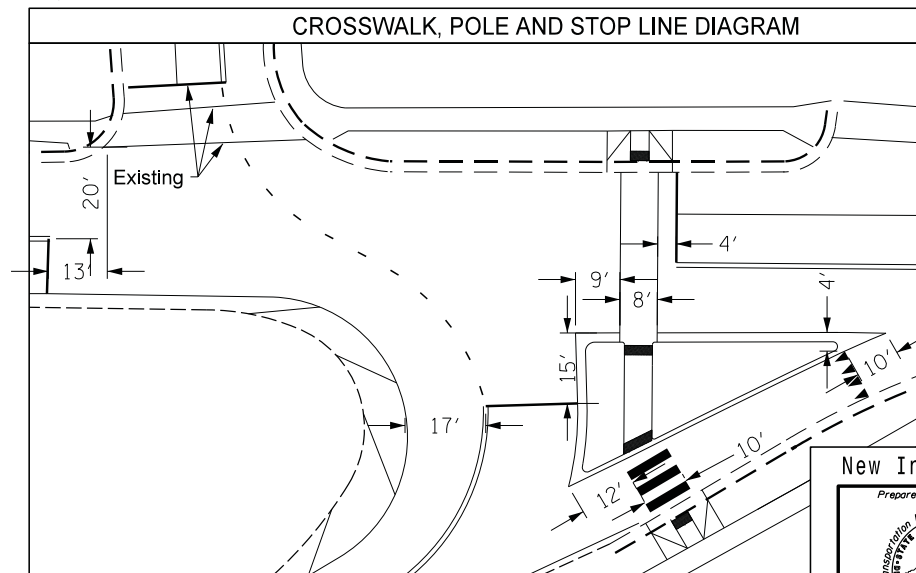 CROSSWALK, POLE AND STOP LINE DIAGRAM
Existing
20'
13'
4'
9'
8'
4'
15'
10'
17'
10'
12'
New In
Prepare